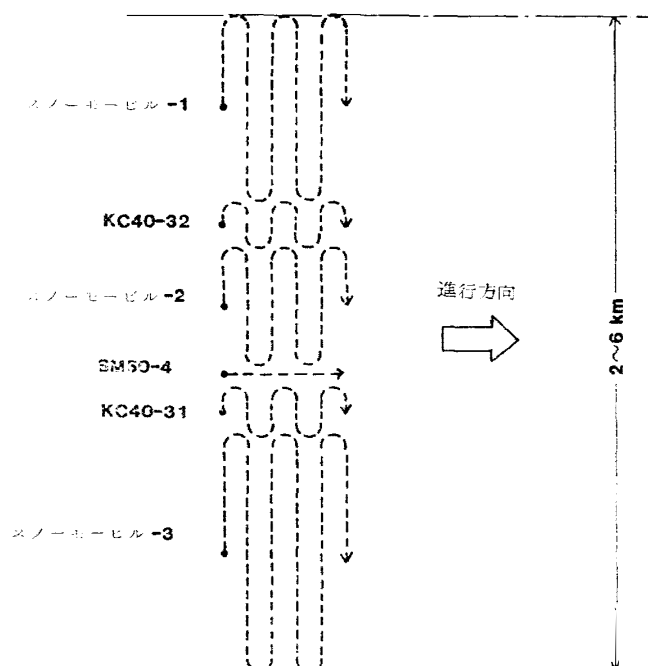 スノーモービル-1
KC40-32
スノーモービル-2
進行方向
SM50-4
KC40-31
スノーモービル-3
2〜6 km